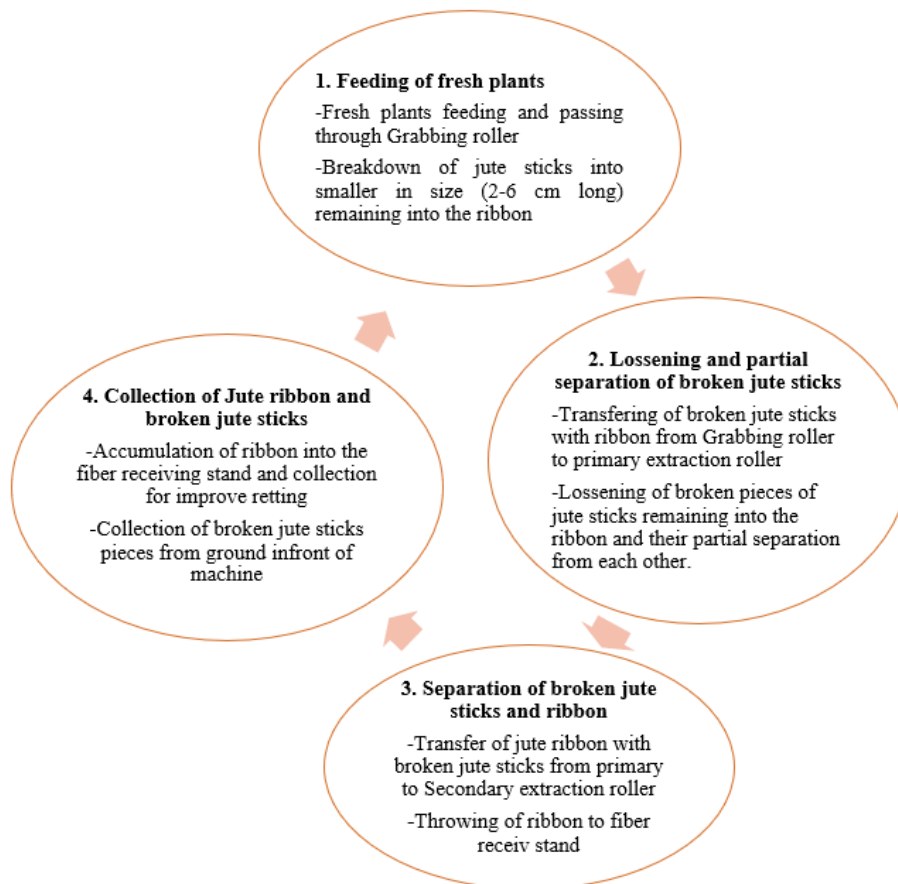 1. Feeding of fresh plants
-Fresh plants feeding and passing
through Grabbing roller
-Breakdown of jute sticks into
smaller in size (2-6 cm long)
remaining into the ribbon
2. Lossening and partial
separation of broken jute sticks
-Transfering of broken jute sticks
with ribbon from Grabbing roller
to primary extraction roller
-Lossening of broken pieces of
jute sticks remaining into the
ribbon and their partial separation
from each other.
3. Separation of broken jute
sticks and ribbon
-Transfer of jute ribbon with
broken jute sticks from primary
to Secondary extraction roller
-Throwing of ribbon to fiber
receiv stand
4. Collection of Jute ribbon and
broken jute sticks
-Accumulation of ribbon into the
fiber receiving stand and collection
for improve retting
-Collection of broken jute sticks
pieces from ground infront of
machine